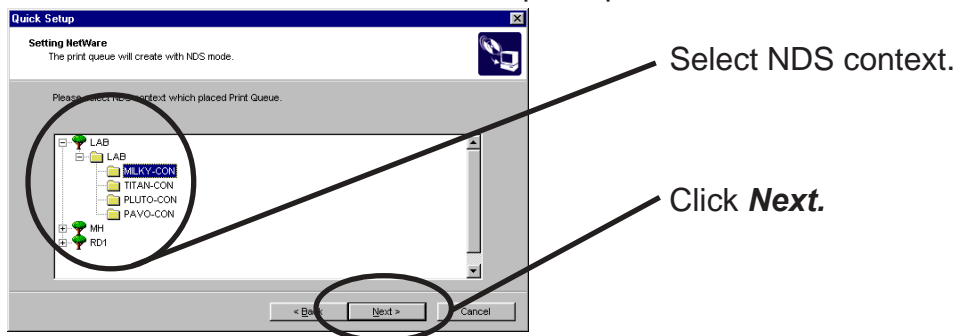 Quick Setup
Setting NetWare
The print queue will create with NDS mode.
Please select NDS context which placed Print Queue.
LAB
LAB
MILKY-CON
TITAN-CON
PLUTO-CON
PAVO-CON
MH
RD1
< Back Next > Cancel
Select NDS context.
Click Next.